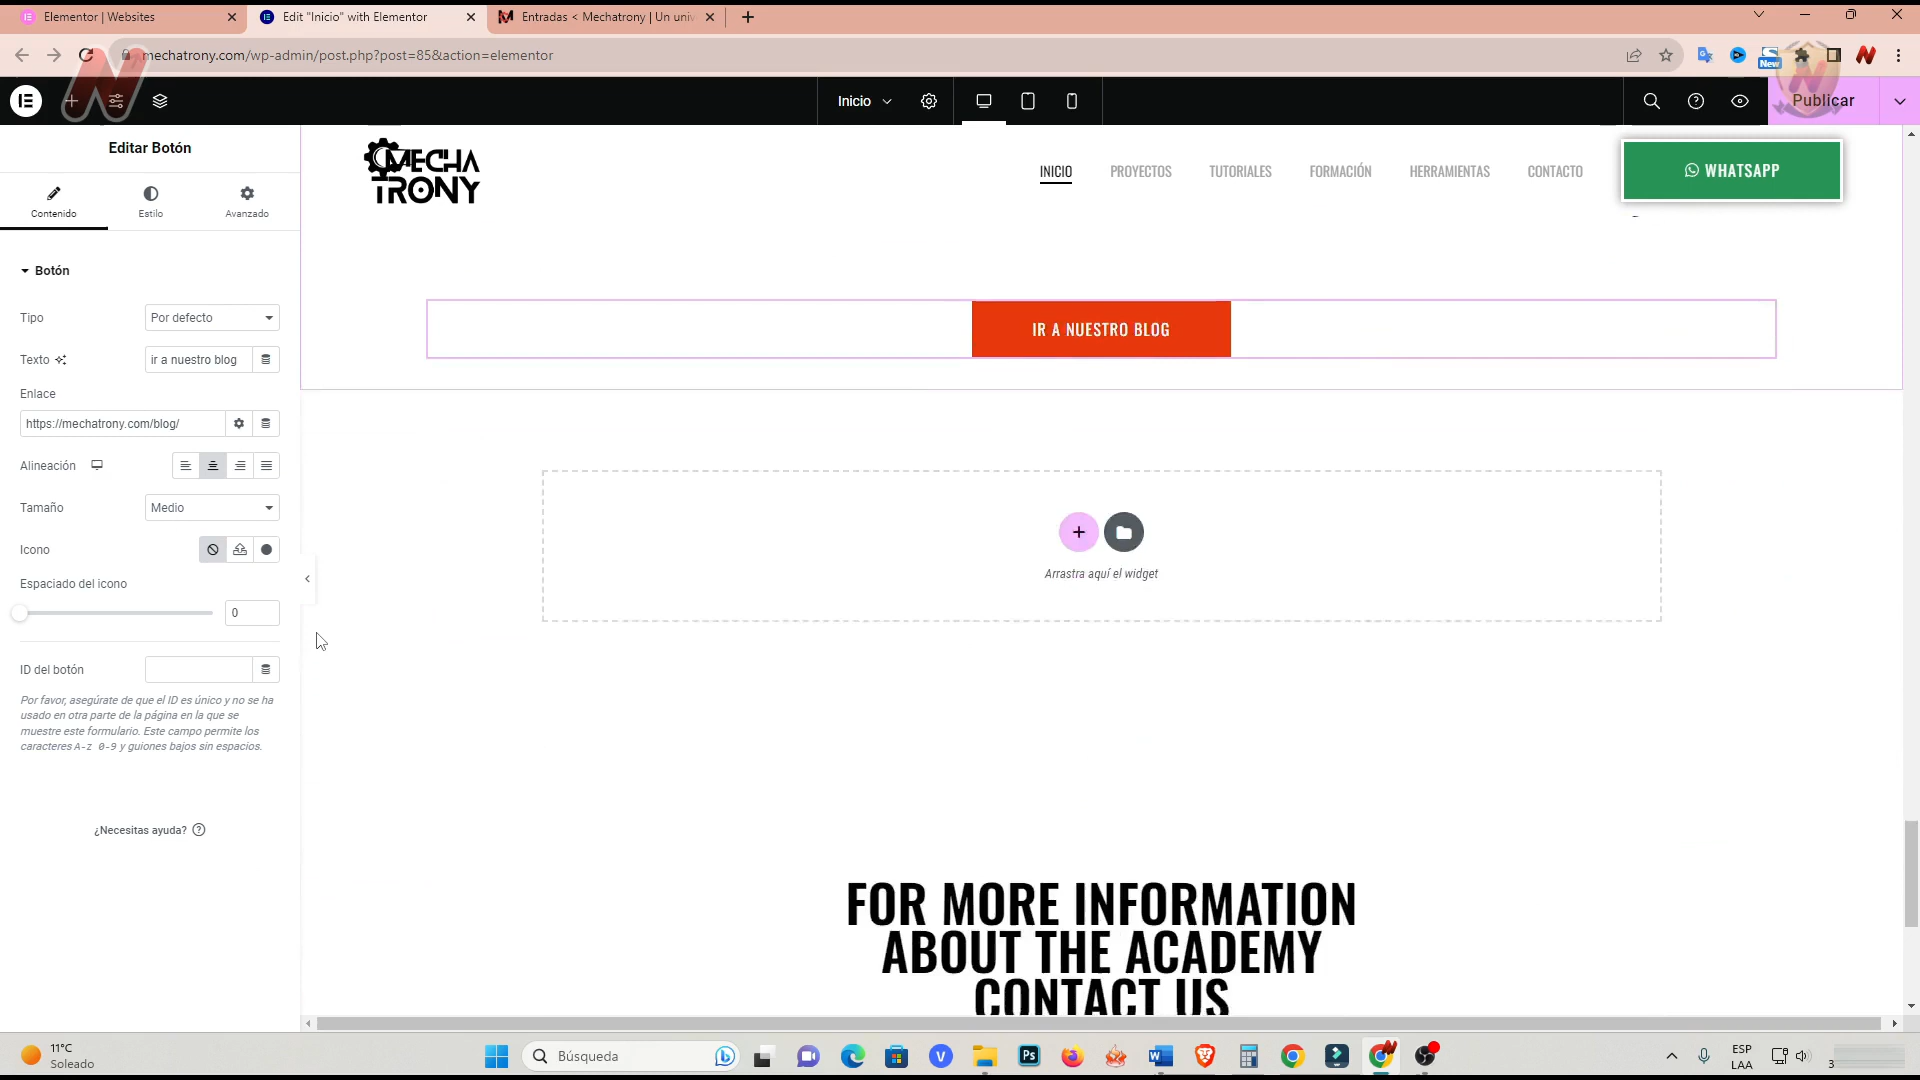 Elementor | Websites
Edit "Inicio" with Elementor
Entradas < Mechatrony | Un univ
mechatrony.com/wp-admin/post.php?post=85&action=elementor
New
Inicio
Publicar
Editar Botón
Contenido
Estilo
Avanzado
MECHA
TRONY
INICIO
PROYECTOS
TUTORIALES
FORMACIÓN
HERRAMIENTAS
CONTACTO
WHATSAPP
Botón
Tipo
Por defecto
Texto
ir a nuestro blog
Enlace
https://mechatrony.com/blog/
Alineación
Tamaño
Medio
Icono
Espaciado del icono
0
ID del botón
Por favor, asegúrate de que el ID es único y no se ha
usado en otra parte de la página en la que se
muestre este formulario. Este campo permite los
caracteres A-z 0-9 y guiones bajos sin espacios.
¿Necesitas ayuda?
IR A NUESTRO BLOG
Arrastra aquí el widget
FOR MORE INFORMATION
ABOUT THE ACADEMY
CONTACT US
11°C
Soleado
Búsqueda
Ps
ESP
LAA
3